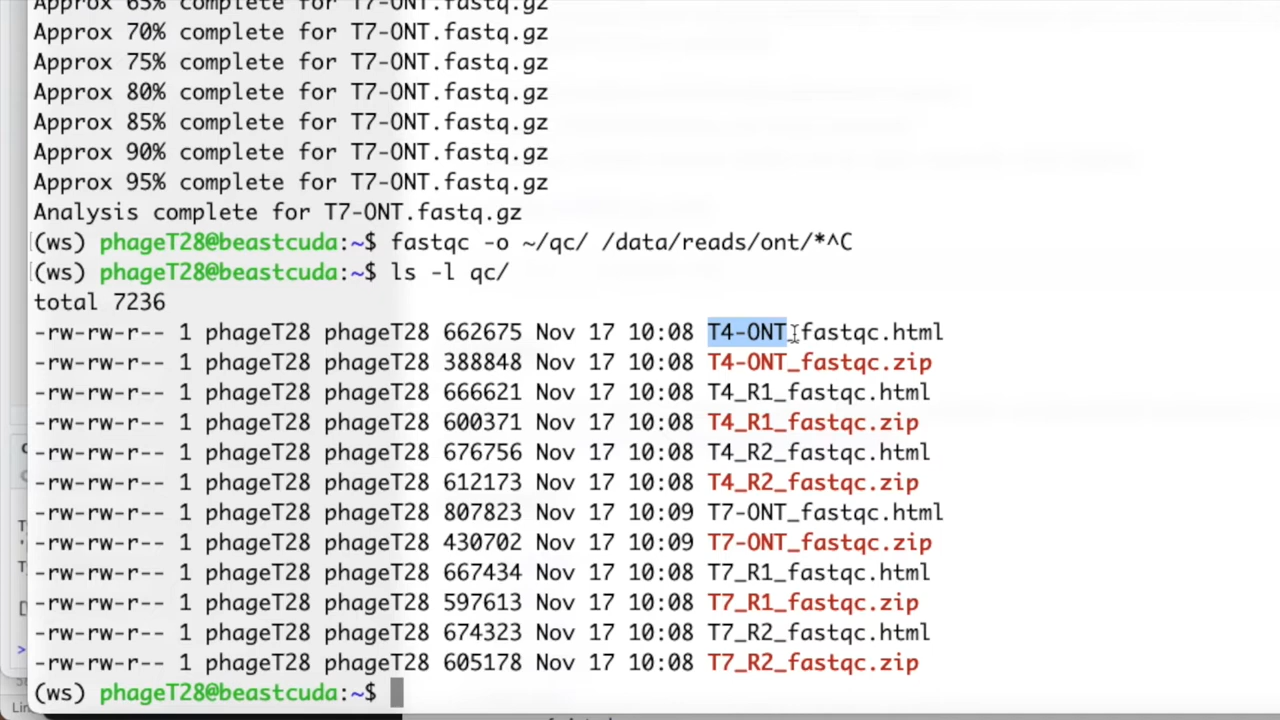 Approx 65% complete for T7-ONT.fastq.gz
Approx 70% complete for T7-ONT.fastq.gz
Approx 75% complete for T7-ONT.fastq.gz
Approx 80% complete for T7-ONT.fastq.gz
Approx 85% complete for T7-ONT.fastq.gz
Approx 90% complete for T7-ONT.fastq.gz
Approx 95% complete for T7-ONT.fastq.gz
Analysis complete for T7-ONT.fastq.gz
(ws) phageT28@beastcuda:~$ fastqc -o ~/qc/ /data/reads/ont/*^C
(ws) phageT28@beastcuda:~$ ls -l qc/
total 7236
-rw-rw-r-- 1 phageT28 phageT28 662675 Nov 17 10:08 T4-ONT_fastqc.html
-rw-rw-r-- 1 phageT28 phageT28 388848 Nov 17 10:08 T4-ONT_fastqc.zip
-rw-rw-r-- 1 phageT28 phageT28 666621 Nov 17 10:08 T4_R1_fastqc.html
-rw-rw-r-- 1 phageT28 phageT28 600371 Nov 17 10:08 T4_R1_fastqc.zip
-rw-rw-r-- 1 phageT28 phageT28 676756 Nov 17 10:08 T4_R2_fastqc.html
-rw-rw-r-- 1 phageT28 phageT28 612173 Nov 17 10:08 T4_R2_fastqc.zip
-rw-rw-r-- 1 phageT28 phageT28 807823 Nov 17 10:09 T7-ONT_fastqc.html
-rw-rw-r-- 1 phageT28 phageT28 430702 Nov 17 10:09 T7-ONT_fastqc.zip
-rw-rw-r-- 1 phageT28 phageT28 667434 Nov 17 10:08 T7_R1_fastqc.html
-rw-rw-r-- 1 phageT28 phageT28 597613 Nov 17 10:08 T7_R1_fastqc.zip
-rw-rw-r-- 1 phageT28 phageT28 674323 Nov 17 10:08 T7_R2_fastqc.html
-rw-rw-r-- 1 phageT28 phageT28 605178 Nov 17 10:08 T7_R2_fastqc.zip
(ws) phageT28@beastcuda:~$